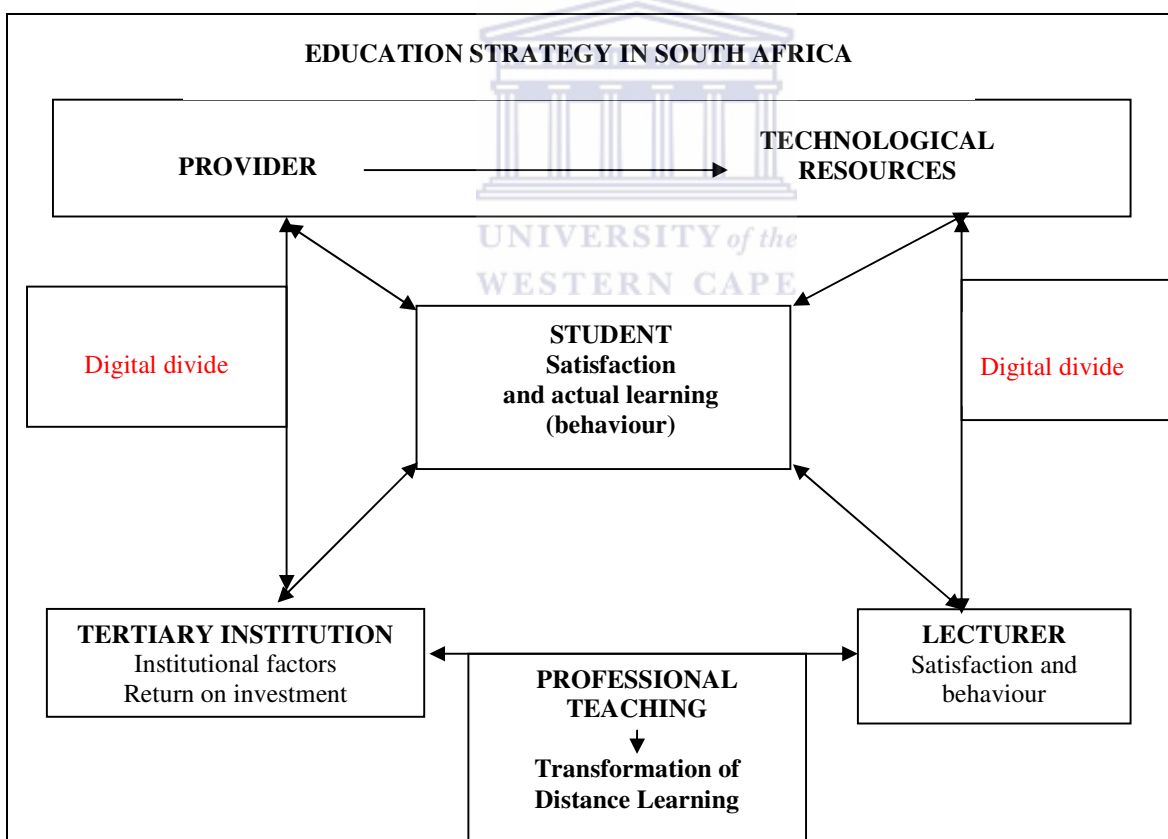 EDUCATION STRATEGY IN SOUTH AFRICA
PROVIDER
TECHNOLOGICAL
RESOURCES
UNIVERSITY of the
WESTERN CAPE
Digital divide
STUDENT
Satisfaction
and actual learning
(behaviour)
Digital divide
TERTIARY INSTITUTION
Institutional factors
Return on investment
PROFESSIONAL
TEACHING
Transformation of
Distance Learning
LECTURER
Satisfaction and
behaviour